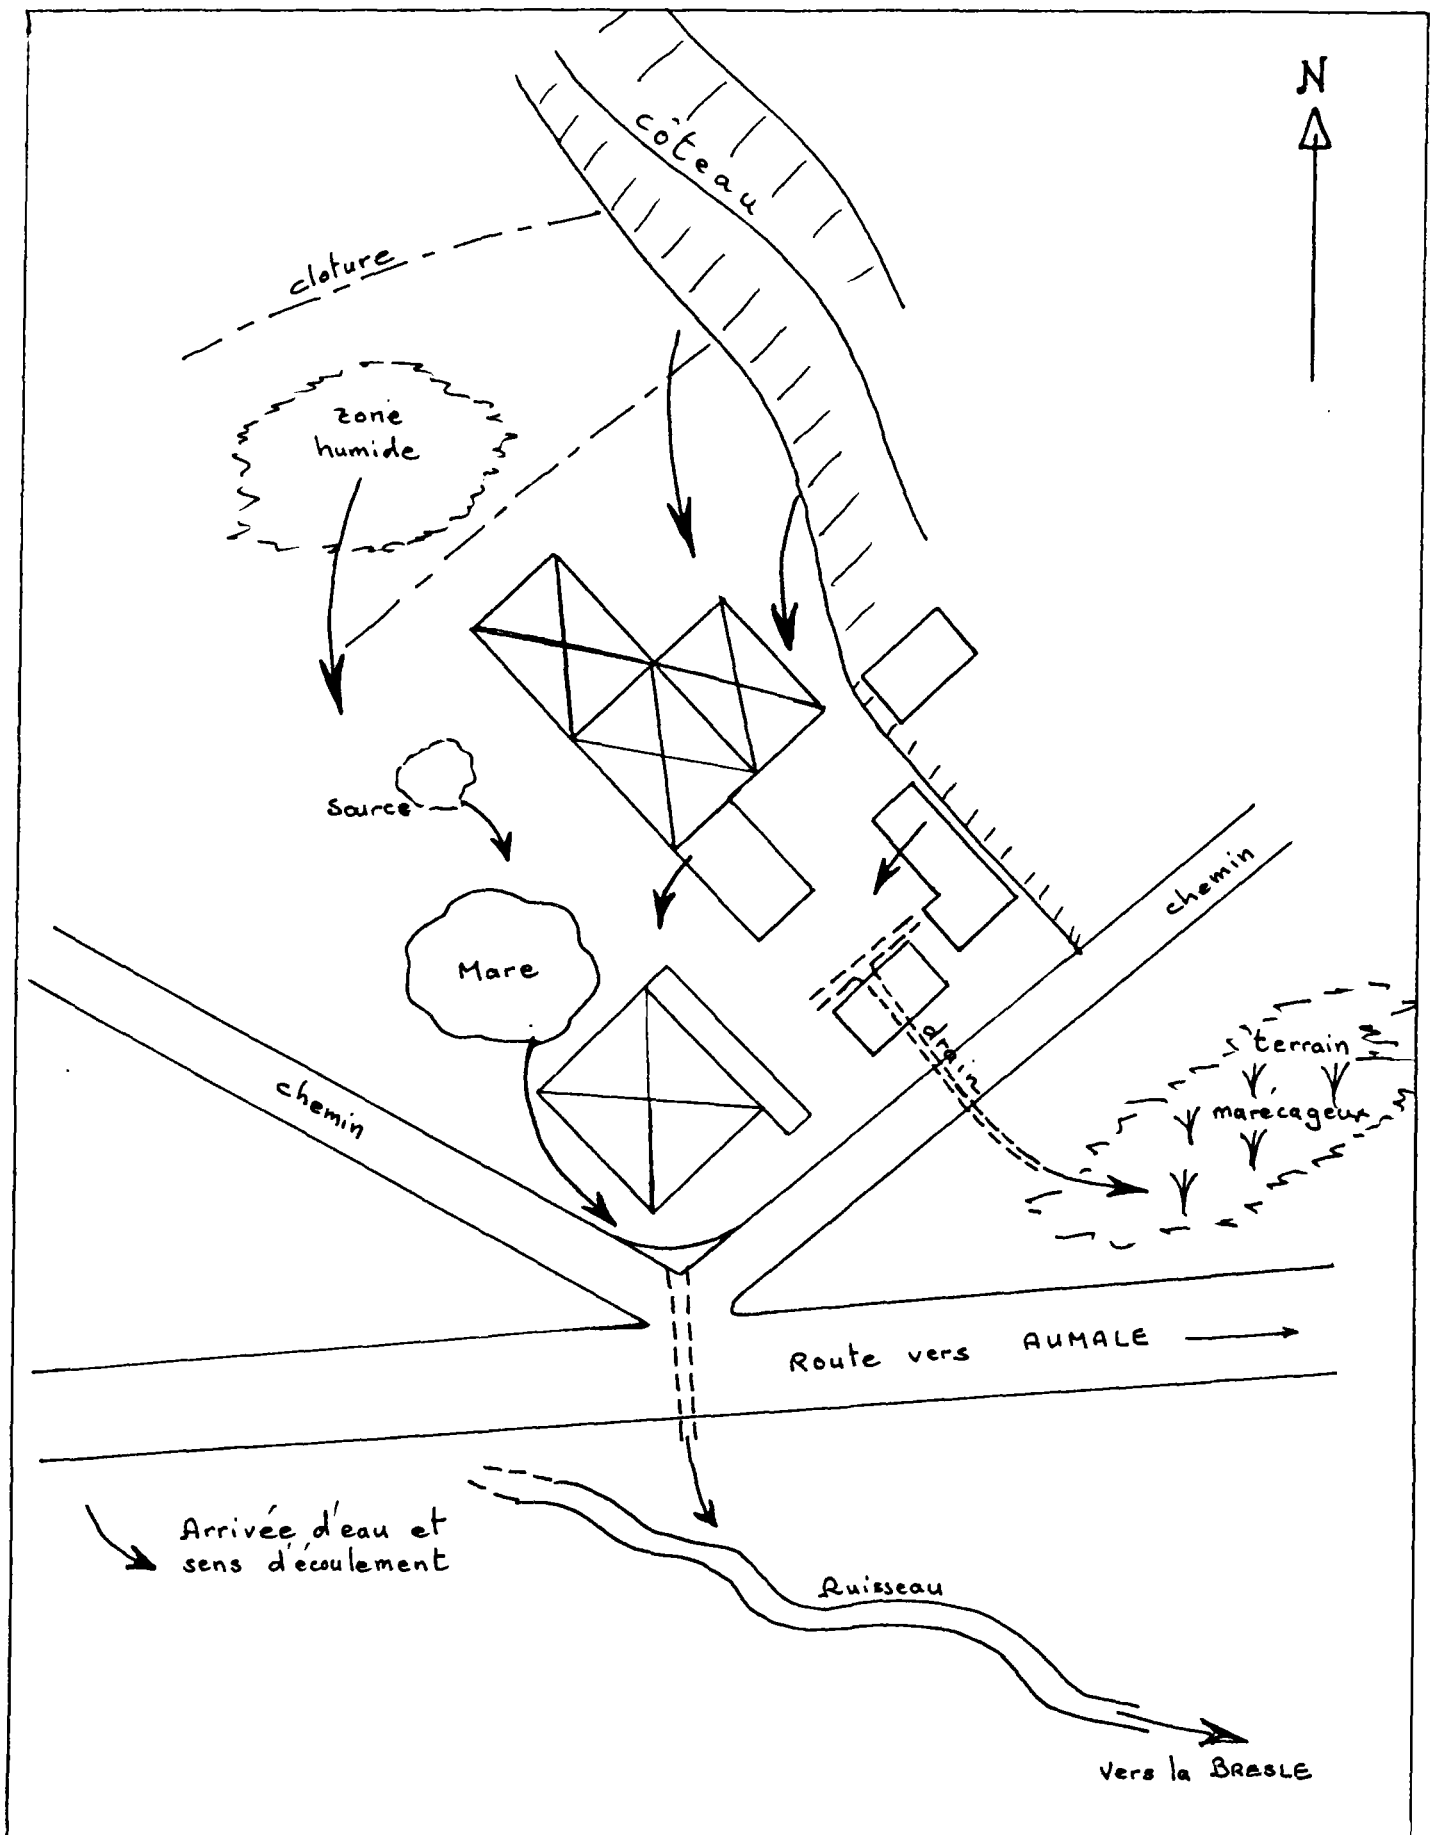 N
côteau
cloture
zone
humide
Source
chemin
Mare
drain
terrain
marécageux
chemin
Route vers AUMALE
Arrivée d'eau et
sens d'écoulement
Ruisseau
Vers la BRESLE